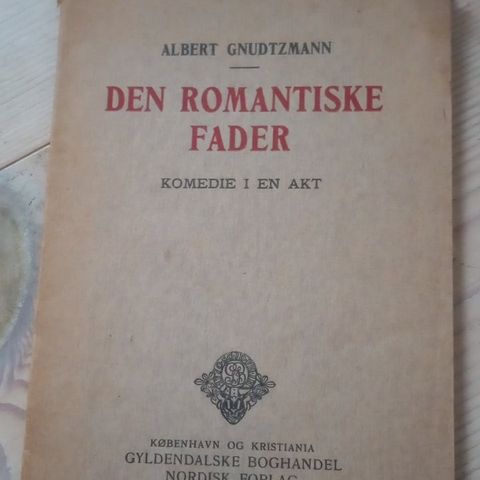 ALBERT GNUDTZMANN
DEN ROMANTISKE
FADER
KOMEDIE I EN AKT
KØBENHAVN OG KRISTIANIA
GYLDENDALSKE BOGHANDEL
NORDISK FORLAG